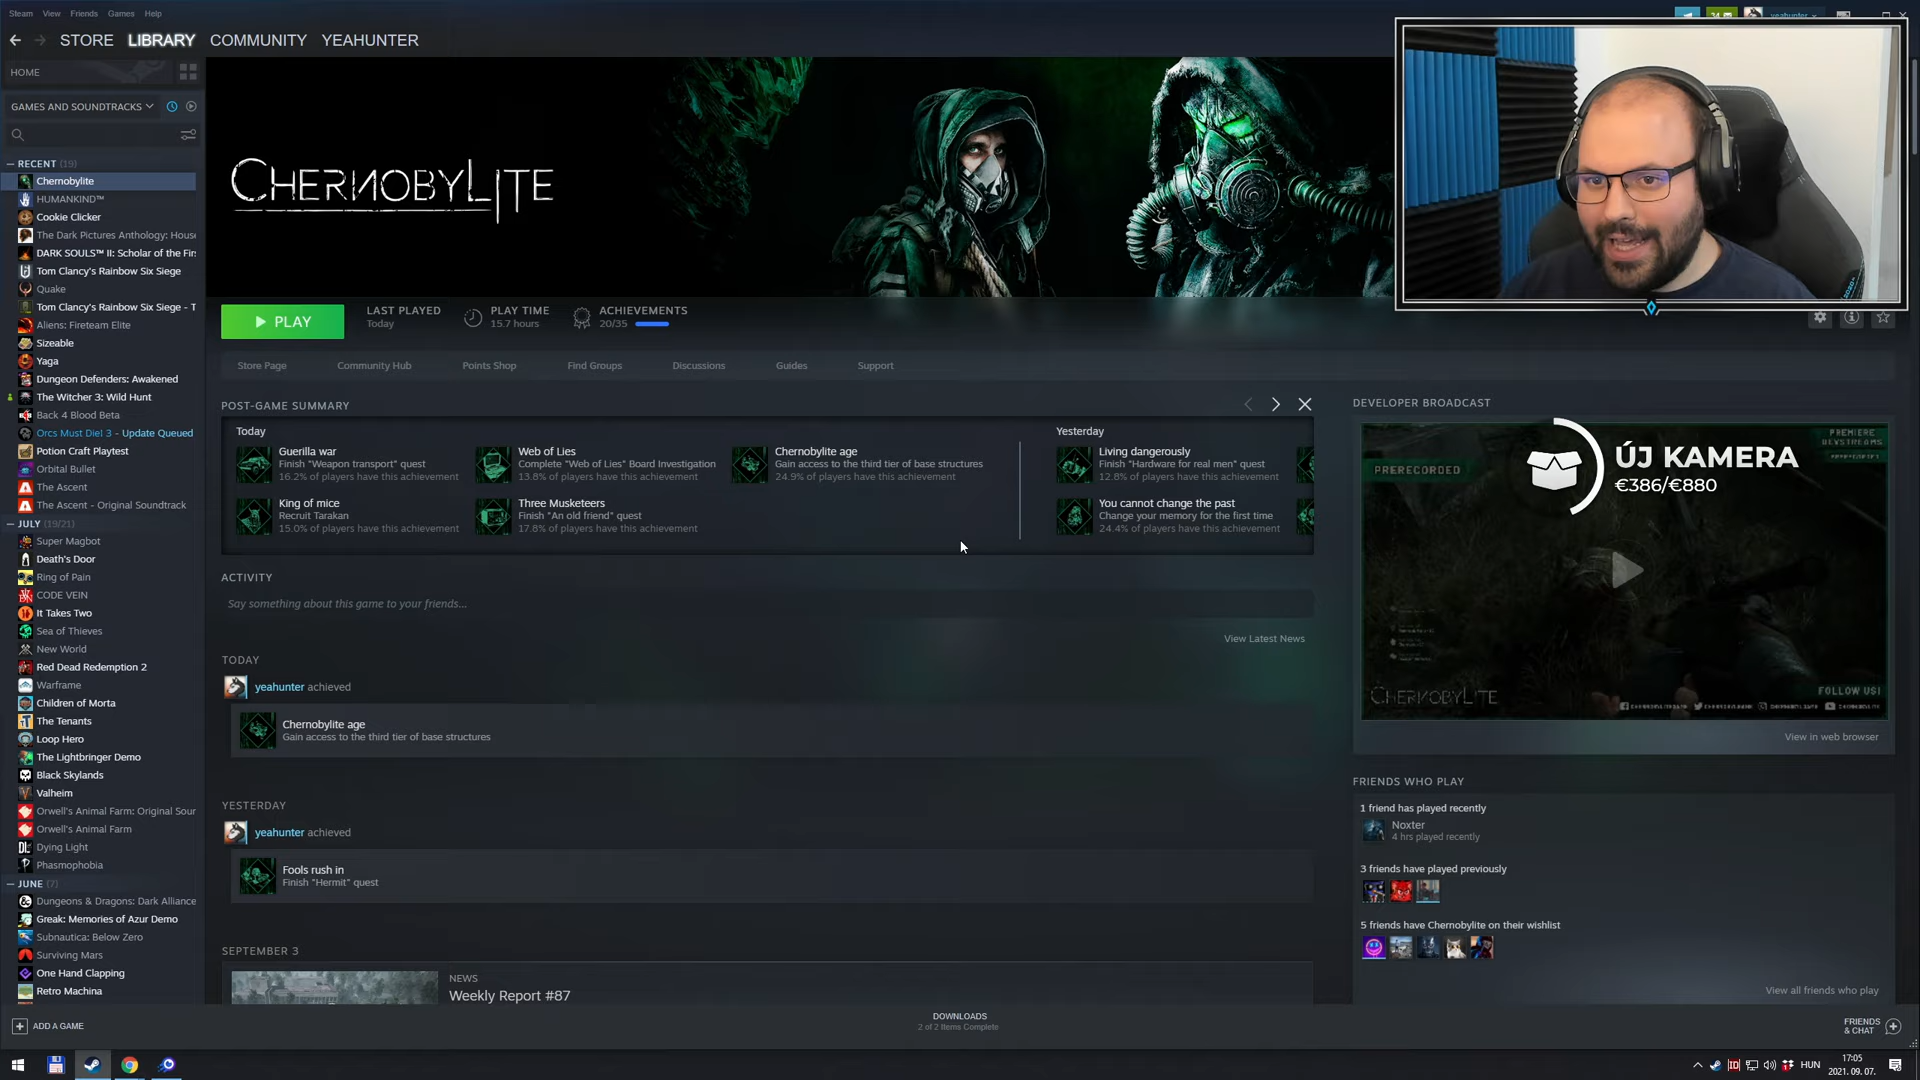 Steam View Friends Games Help
STORE LIBRARY COMMUNITY YEAHUNTER
HOME
GAMES AND SOUNDTRACKS
RECENT (19)
Chernobylite
HUMANKIND™
Cookie Clicker
The Dark Pictures Anthology: House
DARK SOULS™ II: Scholar of the Fir
Tom Clancy's Rainbow Six Siege
Quake
Tom Clancy's Rainbow Six Siege - T
Aliens: Fireteam Elite
Sizeable
Yaga
Dungeon Defenders: Awakened
The Witcher 3: Wild Hunt
Back 4 Blood Beta
Orcs Must Die! 3 - Update Queued
Potion Craft Playtest
Orbital Bullet
The Ascent
The Ascent - Original Soundtrack
JULY (19/21)
Super Magbot
Death's Door
Ring of Pain
CODE VEIN
It Takes Two
Sea of Thieves
New World
Red Dead Redemption 2
Warframe
Children of Morta
The Tenants
Loop Hero
The Lightbringer Demo
Black Skylands
Valheim
Orwell's Animal Farm: Original Sour
Orwell's Animal Farm
Dying Light
Phasmophobia
JUNE (7)
Dungeons & Dragons: Dark Alliance
Greak: Memories of Azur Demo
Subnautica: Below Zero
Surviving Mars
One Hand Clapping
Retro Machina
ADD A GAME
CHERNOBYLITE
PLAY
LAST PLAYED
Today
PLAY TIME
15.7 hours
ACHIEVEMENTS
20/35
Store Page Community Hub Points Shop Find Groups Discussions Guides Support
POST-GAME SUMMARY
Today
Guerilla war
Finish "Weapon transport" quest
16.2% of players have this achievement
Web of Lies
Complete "Web of Lies" Board Investigation
13.8% of players have this achievement
Chernobylite age
Gain access to the third tier of base structures
24.9% of players have this achievement
King of mice
Recruit Tarakan
15.0% of players have this achievement
Three Musketeers
Finish "An old friend" quest
17.8% of players have this achievement
Yesterday
Living dangerously
Finish "Hardware for real men" quest
12.8% of players have this achievement
You cannot change the past
Change your memory for the first time
24.4% of players have this achievement
ACTIVITY
Say something about this game to your friends...
View Latest News
TODAY
yeahunter achieved
Chernobylite age
Gain access to the third tier of base structures
YESTERDAY
yeahunter achieved
Fools rush in
Finish "Hermit" quest
SEPTEMBER 3
NEWS
Weekly Report #87
DEVELOPER BROADCAST
PRERECORDED
PREMIERE
DEVSTREAMS
ÚJ KAMERA
€386/€880
CHERNOBYLITE
FOLLOW US!
View in web browser
FRIENDS WHO PLAY
1 friend has played recently
Noxter
4 hrs played recently
3 friends have played previously
5 friends have Chernobylite on their wishlist
View all friends who play
DOWNLOADS
2 of 2 Items Complete
FRIENDS
& CHAT
HUN
17:05
2021. 09. 07.